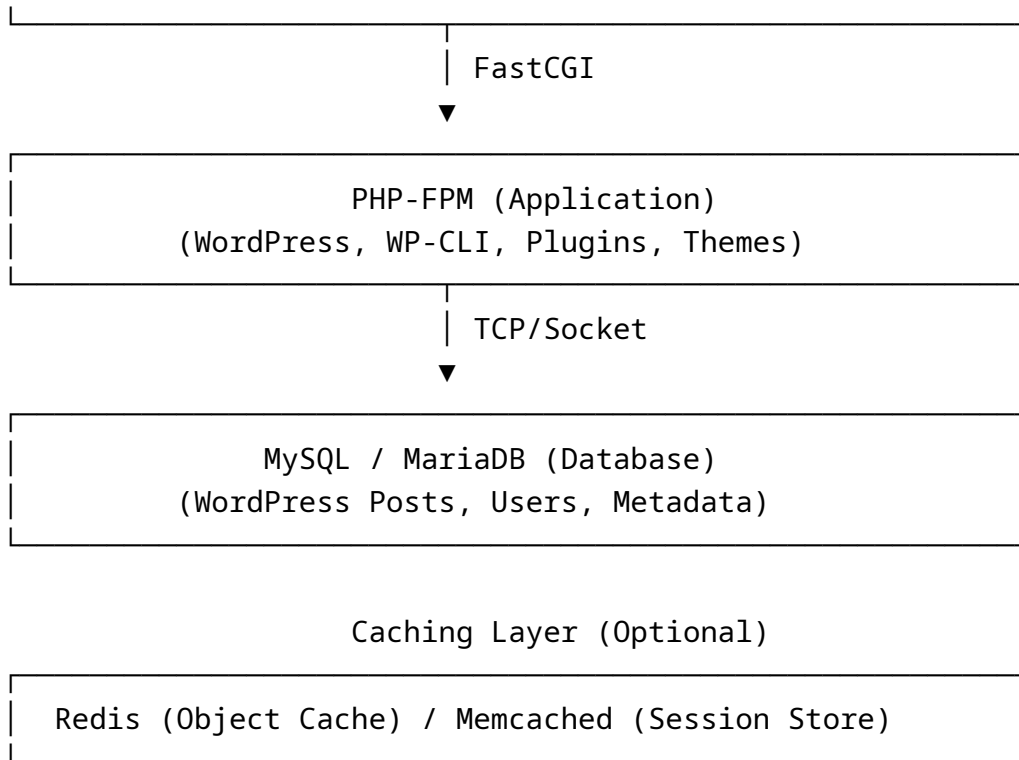 FastCGI
PHP-FPM (Application)
(WordPress, WP-CLI, Plugins, Themes)
TCP/Socket
MySQL / MariaDB (Database)
(WordPress Posts, Users, Metadata)
Caching Layer (Optional)
Redis (Object Cache) / Memcached (Session Store)